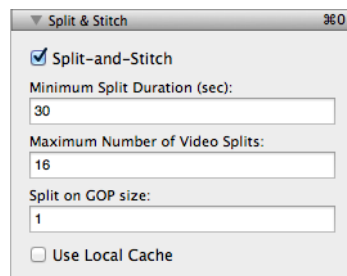 Split & Stitch ⌘0
Split-and-Stitch
Minimum Split Duration (sec):
30
Maximum Number of Video Splits:
16
Split on GOP size:
1
Use Local Cache